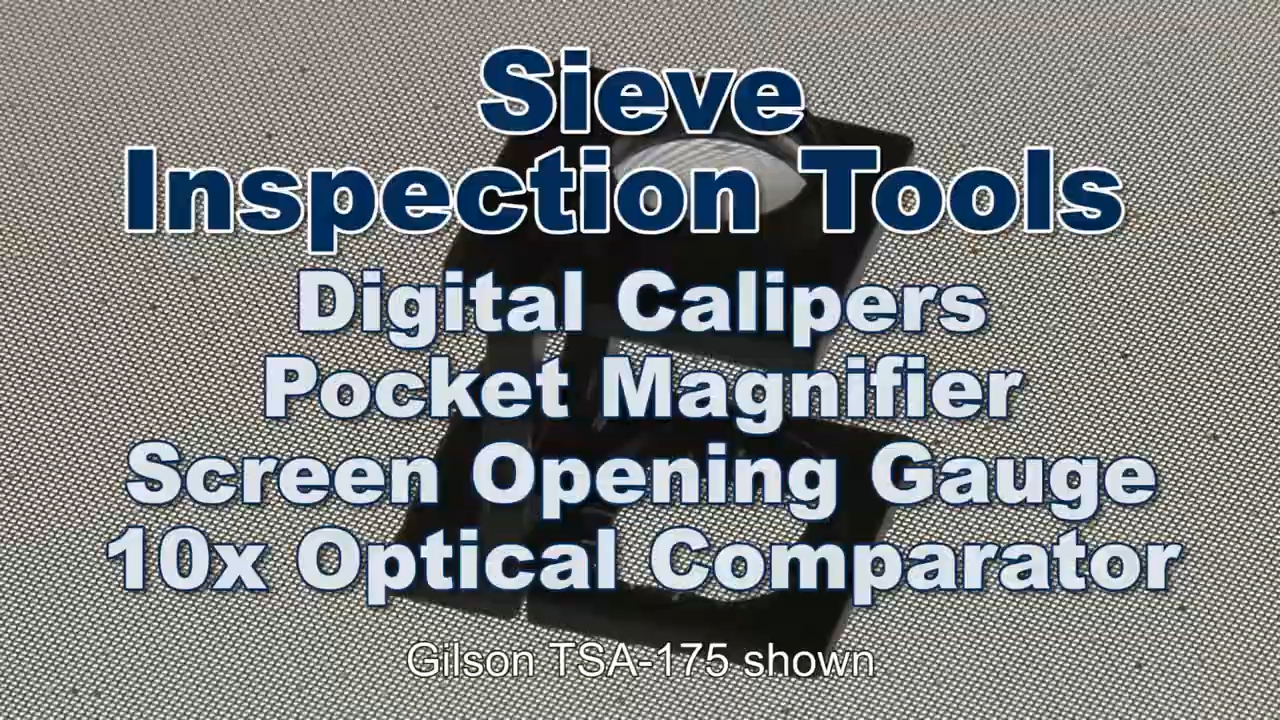 Sieve
Inspection Tools
Digital Calipers
Pocket Magnifier
Screen Opening Gauge
10x Optical Comparator
Gilson TSA-175 shown